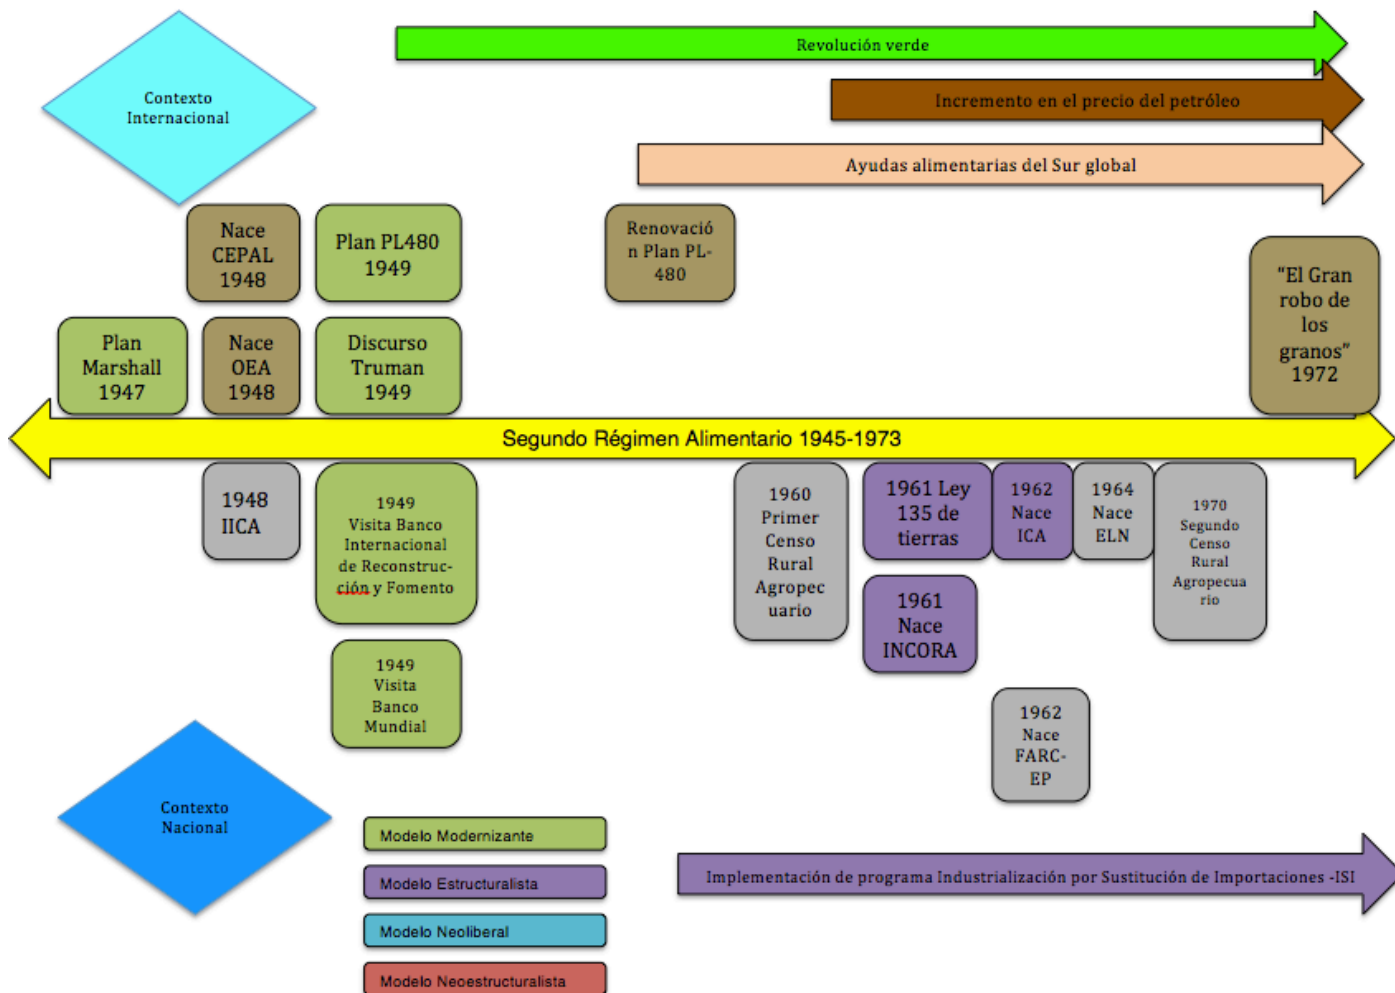 Contexto
Internacional
Revolución verde
Incremento en el precio del petróleo
Ayudas alimentarias del Sur global
Nace
CEPAL
1948
Plan PL480
1949
Renovació
n Plan PL-
480
"El Gran
robo de
los
granos"
1972
Plan
Marshall
1947
Nace
OEA
1948
Discurso
Truman
1949
Segundo Régimen Alimentario 1945-1973
1948
IICA
1949
Visita Banco
Internacional
de Reconstruc-
ción y Fomento
1960
Primer
Censo
Rural
Agropec
uario
1961 Ley
135 de
tierras
1962
Nace
ICA
1964
Nace
ELN
1970
Segundo
Censo
Rural
Agropecua
rio
1961
Nace
INCORA
1949
Visita
Banco
Mundial
1962
Nace
FARC-
EP
Contexto
Nacional
Modelo Modernizante
Modelo Estructuralista
Modelo Neoliberal
Modelo Neoestructuralista
Implementación de programa Industrialización por Sustitución de Importaciones -ISI